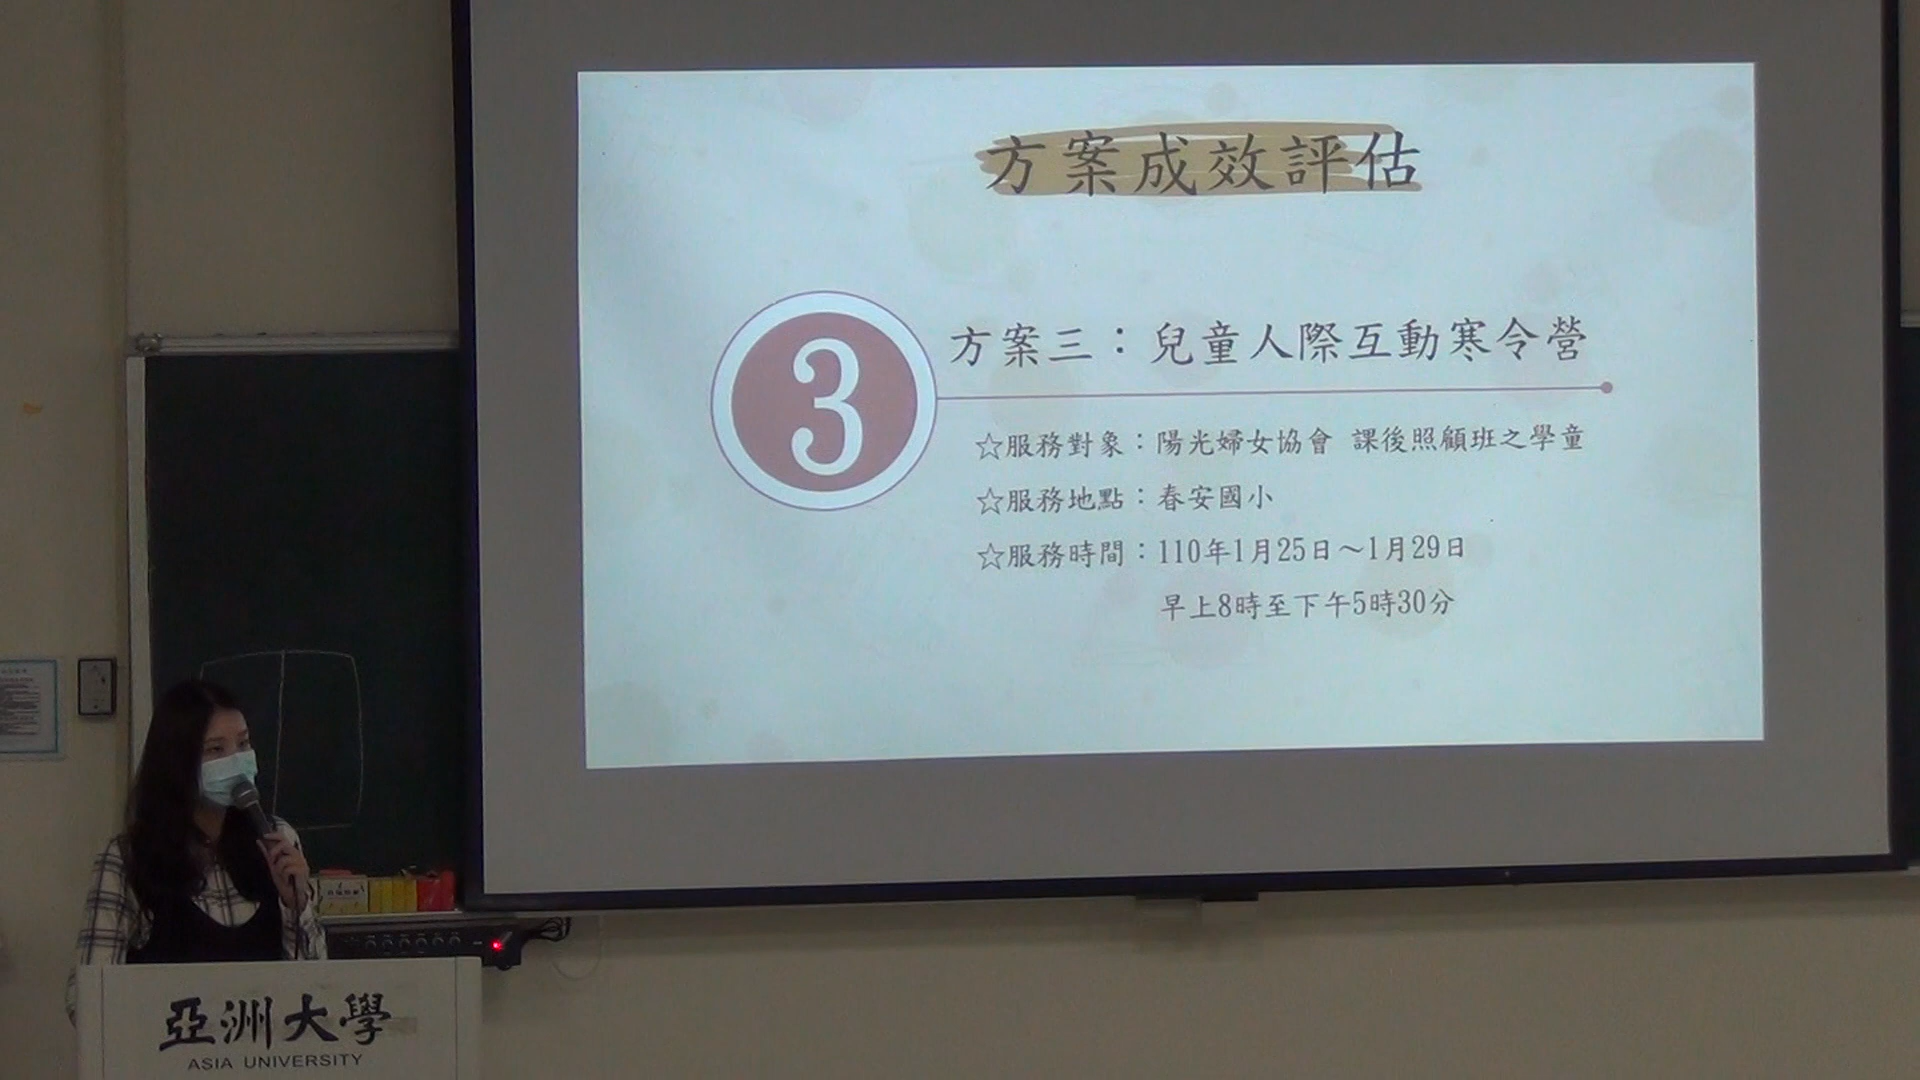 方案成效評估
3
方案三：兒童人際互動寒令營
☆服務對象：陽光婦女協會 課後照顧班之學童
☆服務地點：春安國小
☆服務時間：110年1月25日～1月29日
早上8時至下午5時30分
亞洲大學
ASIA UNIVERSITY